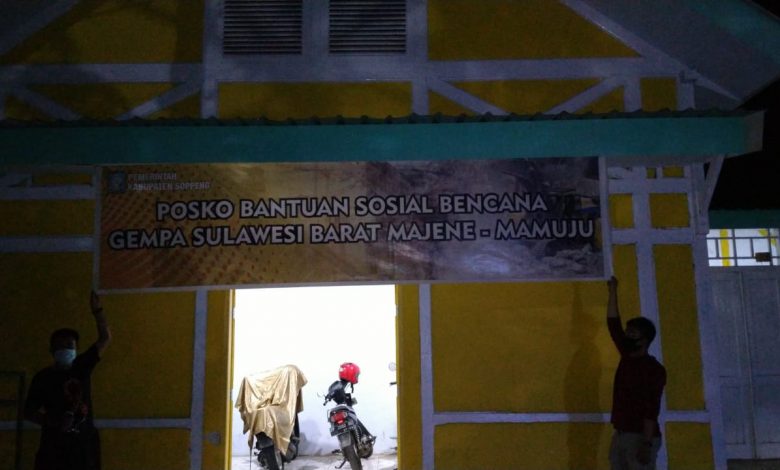 PEMERINTAH
KABUPATEN SOPPENG
POSKO BANTUAN SOSIAL BENCANA
GEMPA SULAWESI BARAT MAJENE - MAMUJU